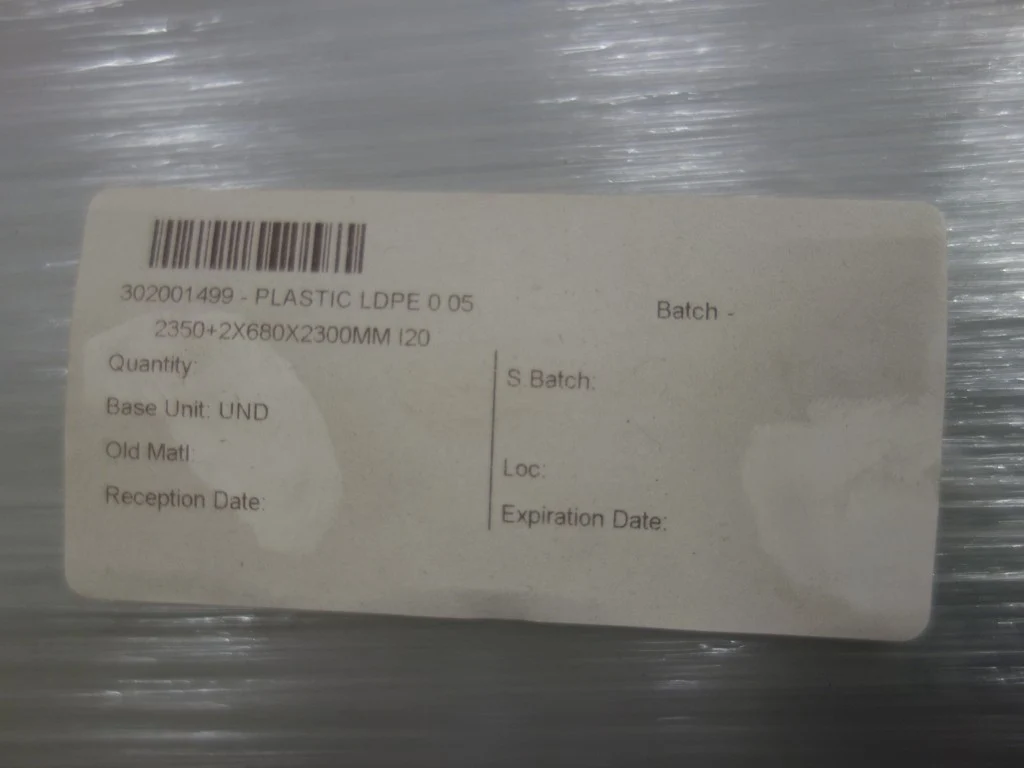 302001499 - PLASTIC LDPE 0 05
2350+2X680X2300MM I20
Batch -
Quantity:
S.Batch:
Base Unit: UND
Old Matl:
Loc:
Reception Date:
Expiration Date: